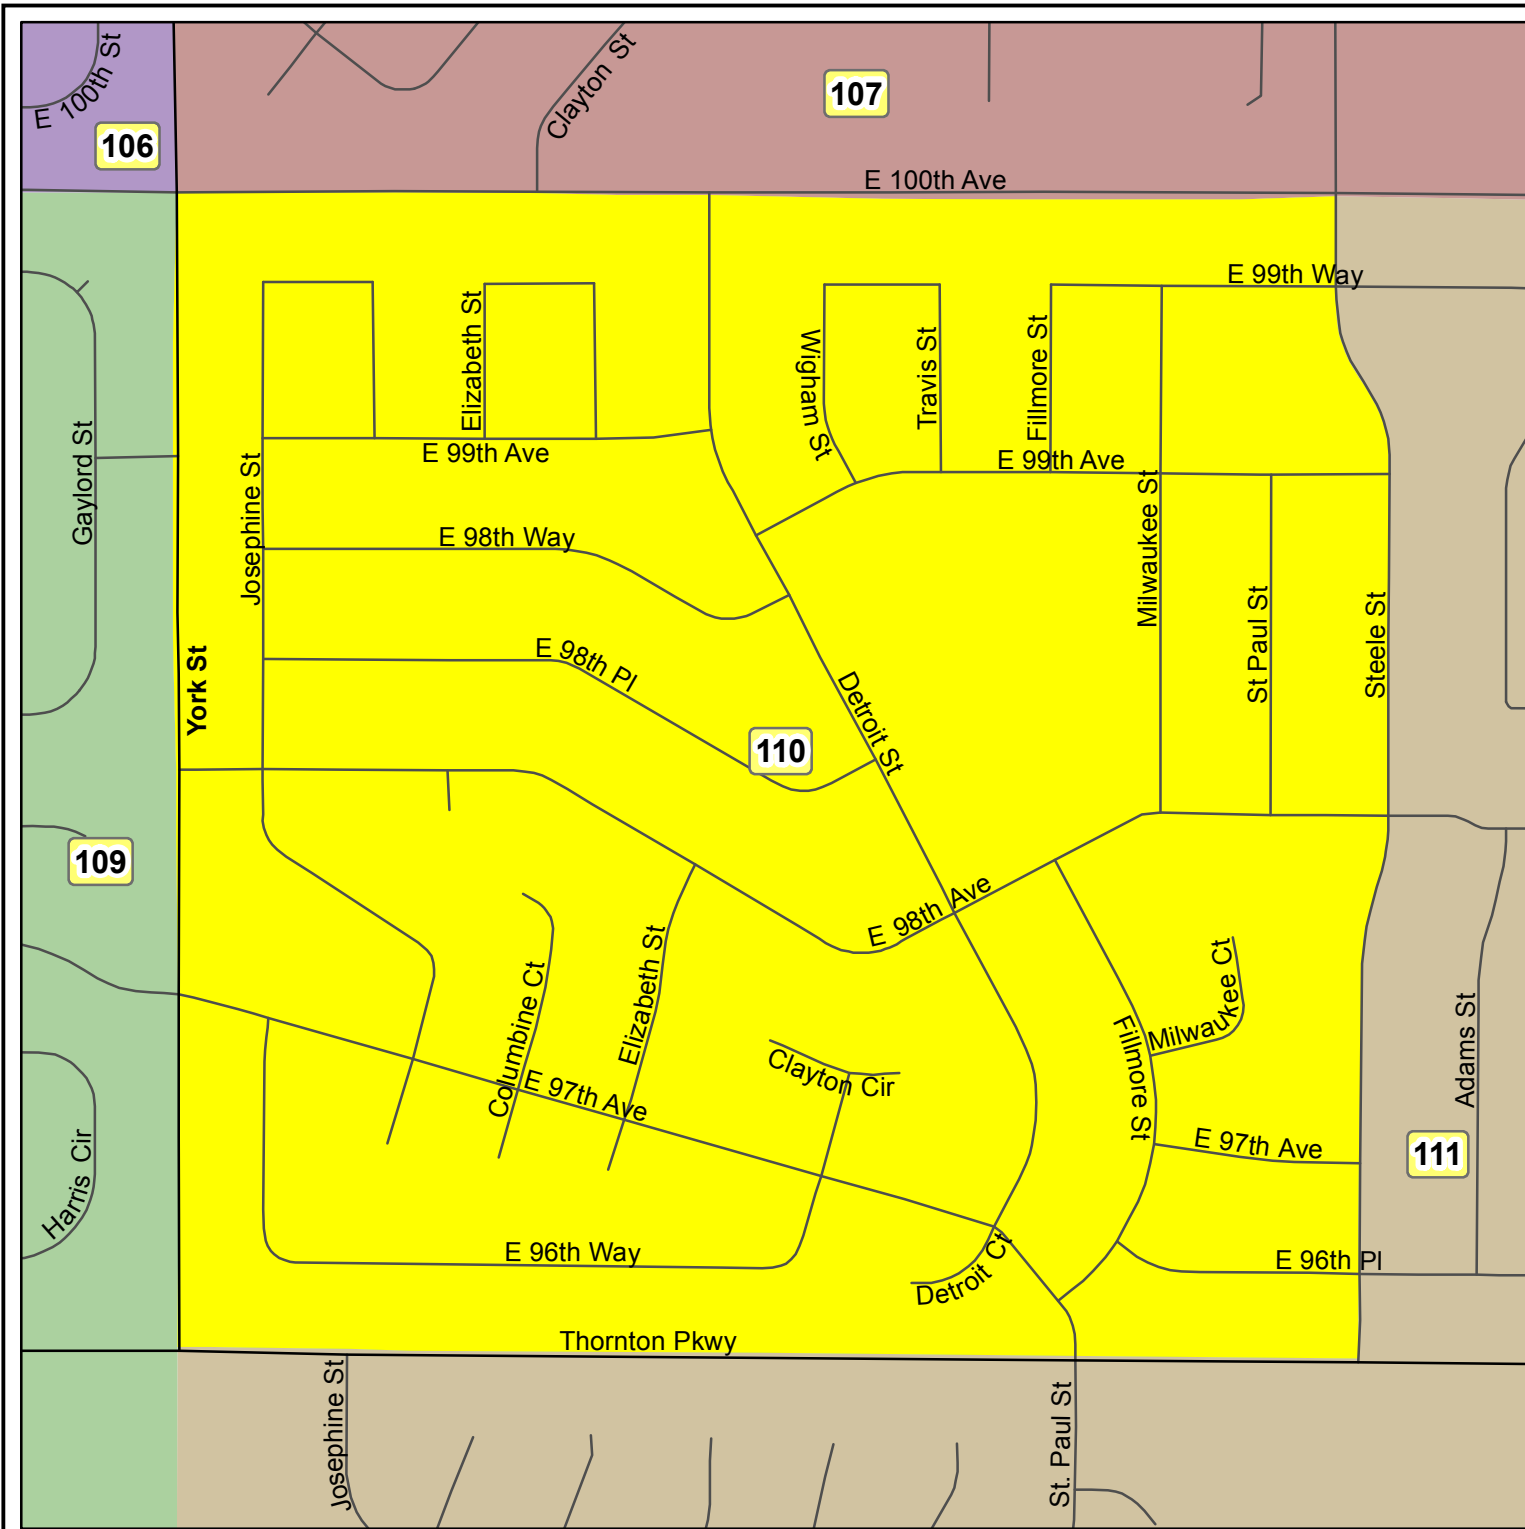 E 100th St
Clayton St
107
106
E 100th Ave
E 99th Way
Elizabeth St
Wigham St
Travis St
Fillmore St
Gaylord St
E 99th Ave
E 99th Ave
Josephine St
Milwaukee St
E 98th Way
St Paul St
Steele St
York St
E 98th Pl
Detroit St
110
109
E 98th Ave
Columbine Ct
Elizabeth St
Milwaukee Ct
Fillmore St
Adams St
Clayton Cir
E 97th Ave
E 97th Ave
111
Harris Cir
E 96th Way
Detroit Ct
E 96th Pl
Thornton Pkwy
Josephine St
St. Paul St